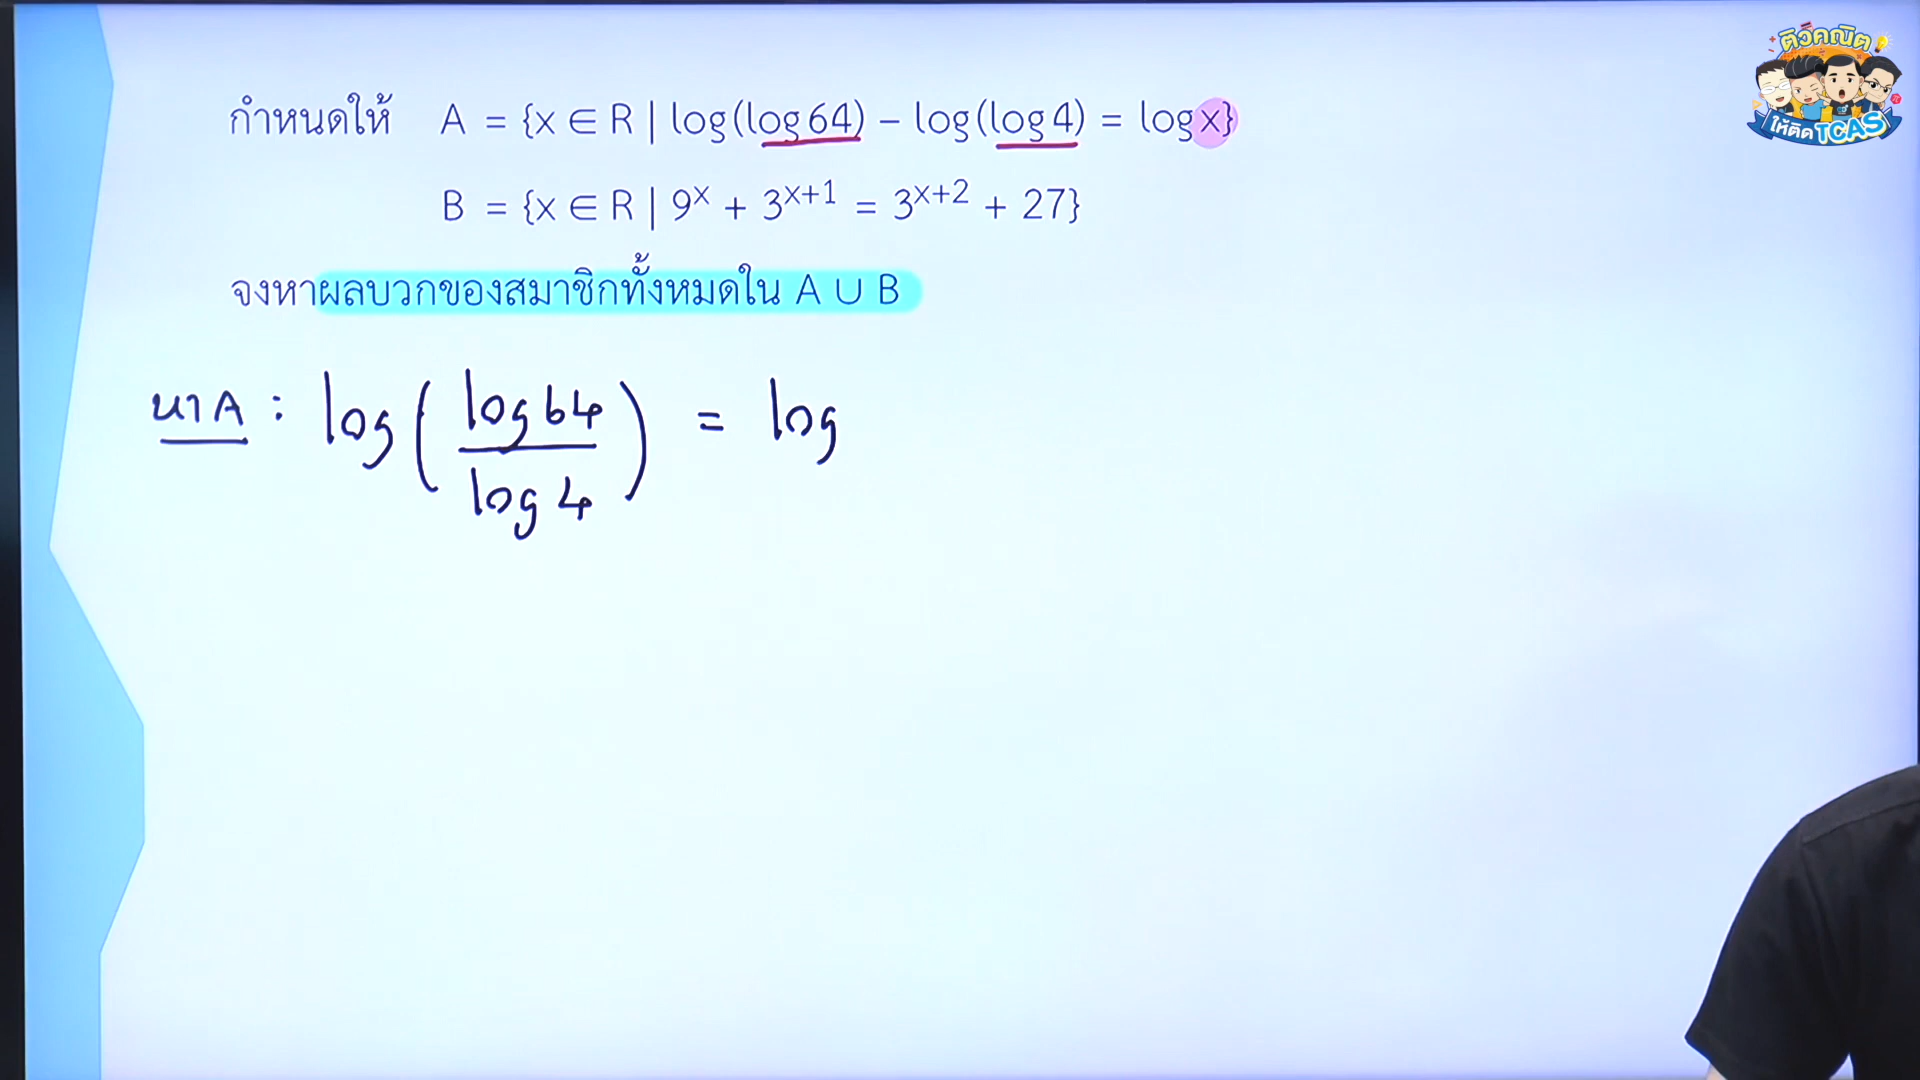 ติวคณิต
ให้ติด TCAS
กำหนดให้ A = {x ∈ R | log(log 64) − log(log 4) = log x}
B = {x ∈ R | 9^x + 3^{x+1} = 3^{x+2} + 27}
จงหาผลบวกของสมาชิกทั้งหมดใน A ∪ B
หา A : log( log 64 / log 4 ) = log